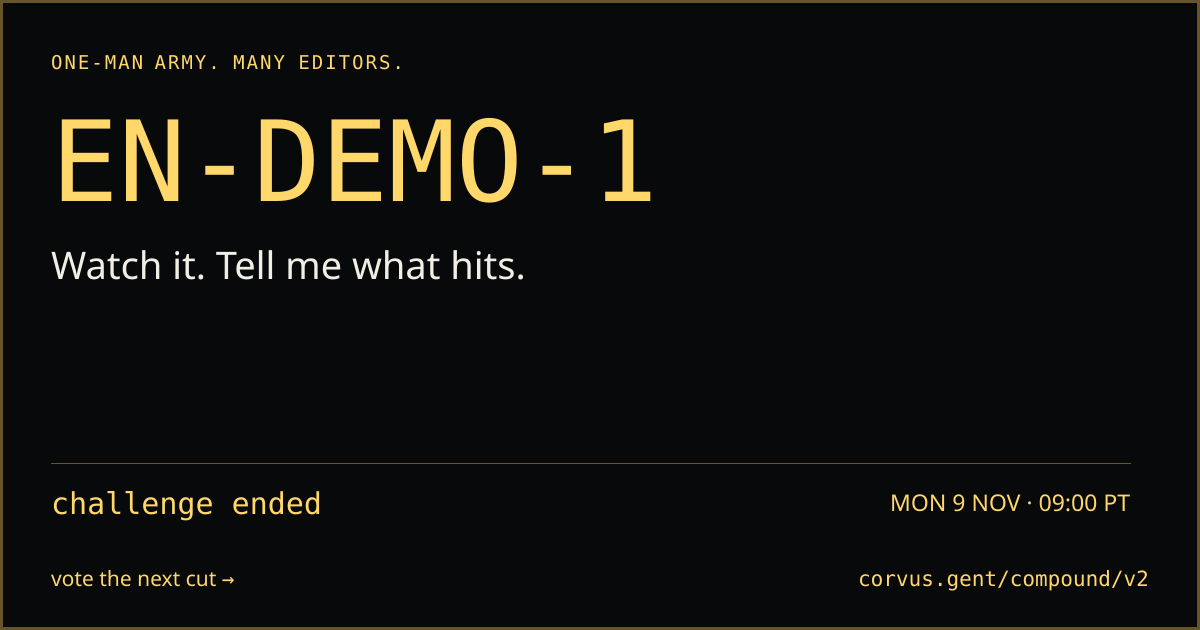 ONE-MAN ARMY. MANY EDITORS.
EN-DEMO-1
Watch it. Tell me what hits.
challenge ended
MON 9 NOV · 09:00 PT
vote the next cut →
corvus.gent/compound/v2